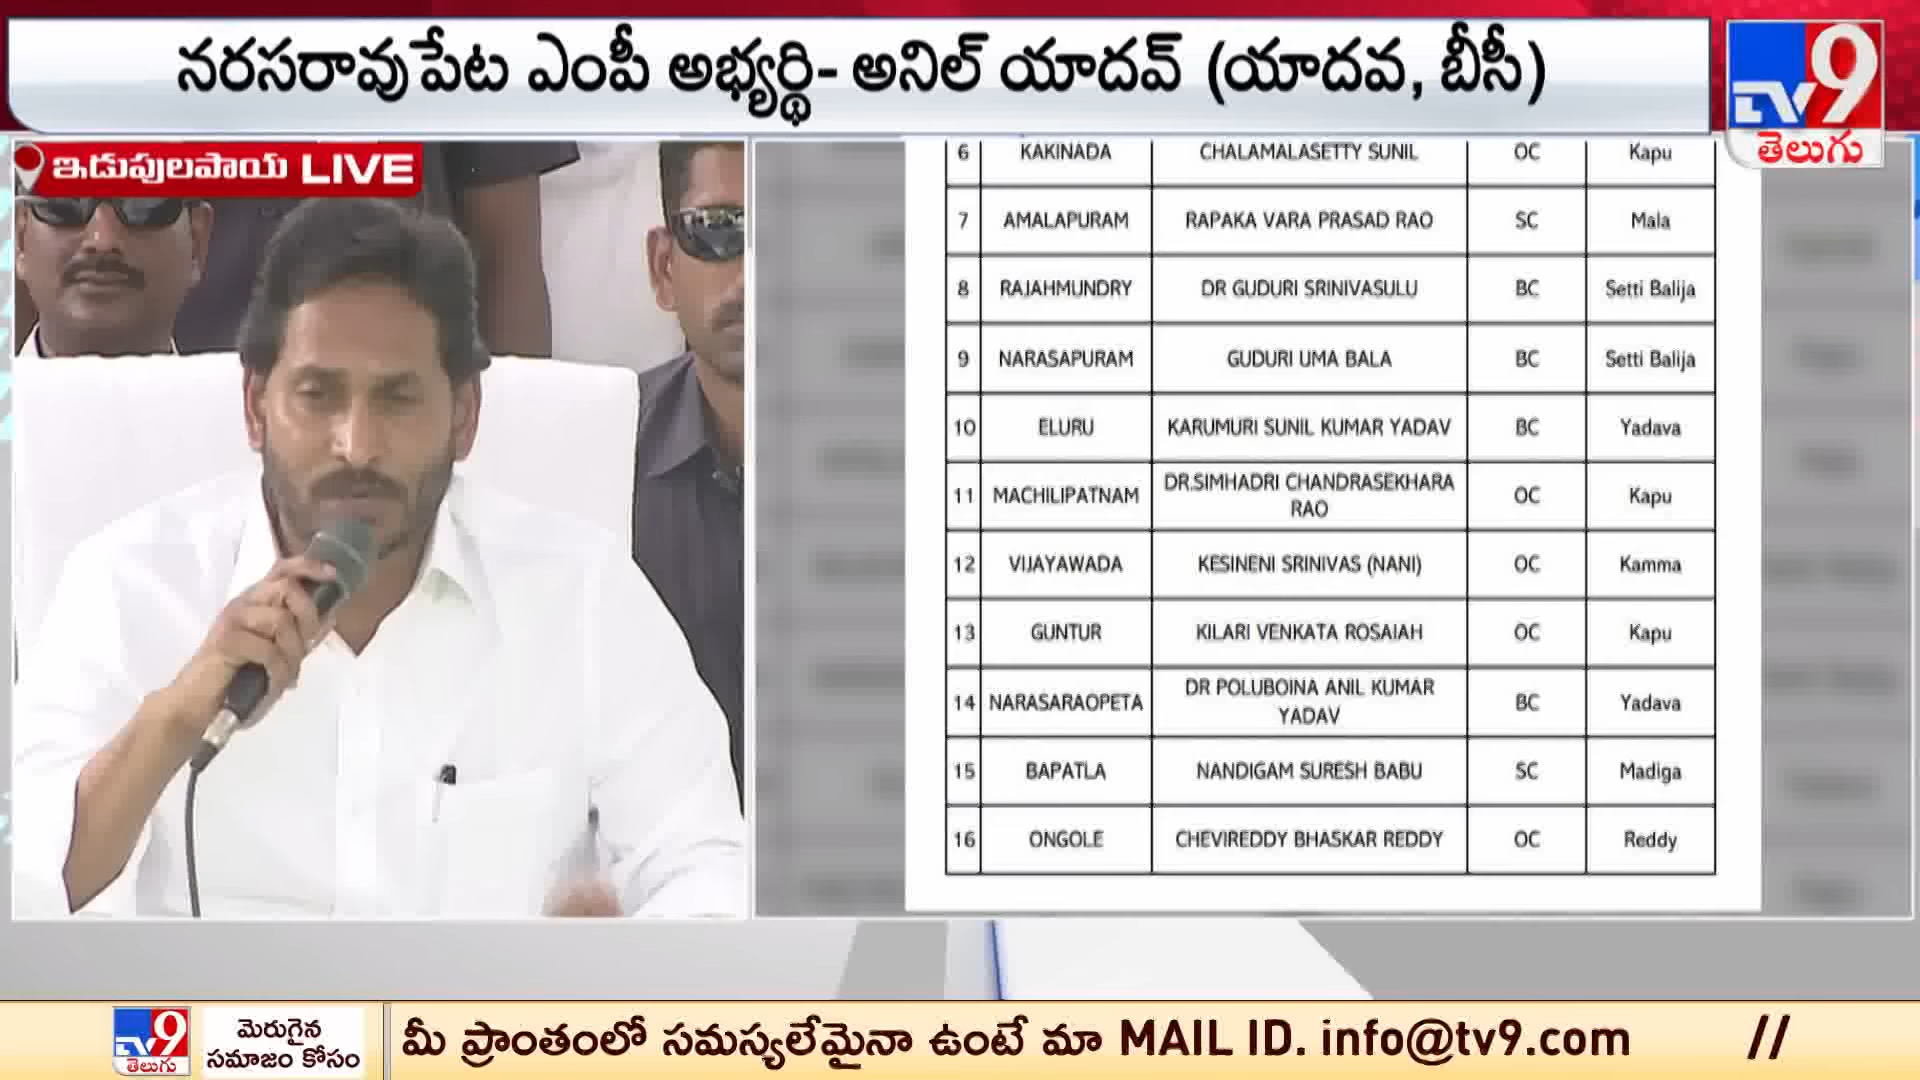 నరసరావుపేట ఎంపీ అభ్యర్థి- అనిల్ యాదవ్ (యాదవ, బీసీ)
TV9
తెలుగు
ఇడుపులపాయ LIVE
6 KAKINADA CHALAMALASETTY SUNIL OC Kapu
7 AMALAPURAM RAPAKA VARA PRASAD RAO SC Mala
8 RAJAHMUNDRY DR GUDURI SRINIVASULU BC Setti Balija
9 NARASAPURAM GUDURI UMA BALA BC Setti Balija
10 ELURU KARUMURI SUNIL KUMAR YADAV BC Yadava
11 MACHILIPATNAM DR.SIMHADRI CHANDRASEKHARA RAO OC Kapu
12 VIJAYAWADA KESINENI SRINIVAS (NANI) OC Kamma
13 GUNTUR KILARI VENKATA ROSAIAH OC Kapu
14 NARASARAOPETA DR POLUBOINA ANIL KUMAR YADAV BC Yadava
15 BAPATLA NANDIGAM SURESH BABU SC Madiga
16 ONGOLE CHEVIREDDY BHASKAR REDDY OC Reddy
TV9
తెలుగు
మెరుగైన
సమాజం కోసం
మీ ప్రాంతంలో సమస్యలేమైనా ఉంటే మా MAIL ID. info@tv9.com //